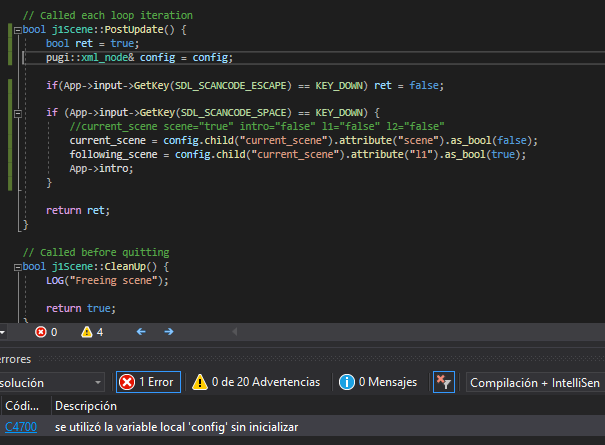 // Called each loop iteration
bool j1Scene::PostUpdate() {
bool ret = true;
pugi::xml_node& config = config;
if(App->input->GetKey(SDL_SCANCODE_ESCAPE) == KEY_DOWN) ret = false;
if (App->input->GetKey(SDL_SCANCODE_SPACE) == KEY_DOWN) {
//current_scene scene="true" intro="false" l1="false" l2="false"
current_scene = config.child("current_scene").attribute("scene").as_bool(false);
following_scene = config.child("current_scene").attribute("l1").as_bool(true);
App->intro;
}
return ret;
}
// Called before quitting
bool j1Scene::CleanUp() {
LOG("Freeing scene");
return true;
}
0 4
errores
solución 1 Error 0 de 20 Advertencias 0 Mensajes Compilación + IntelliSen
Códi... Descripción
C4700 se utilizó la variable local 'config' sin inicializar